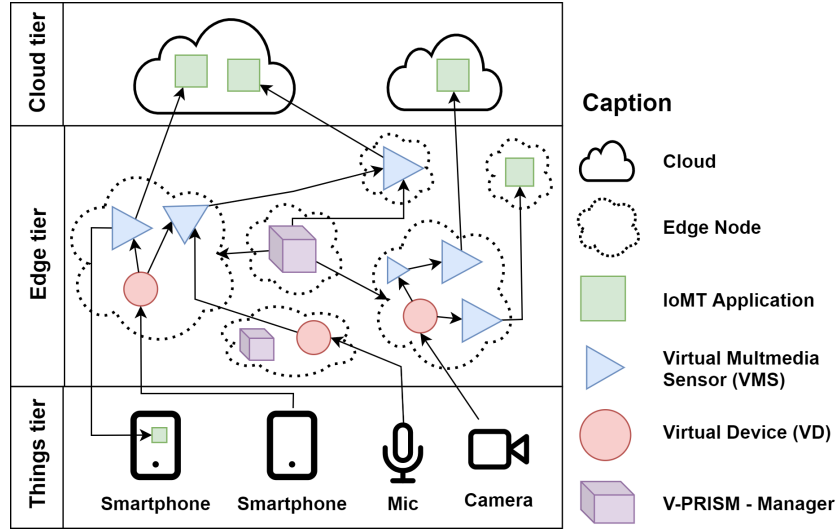 Cloud tier
Edge tier
Things tier
Smartphone
Smartphone
Mic
Camera
Caption
Cloud
Edge Node
IoMT Application
Virtual Multmedia
Sensor (VMS)
Virtual Device (VD)
V-PRISM - Manager